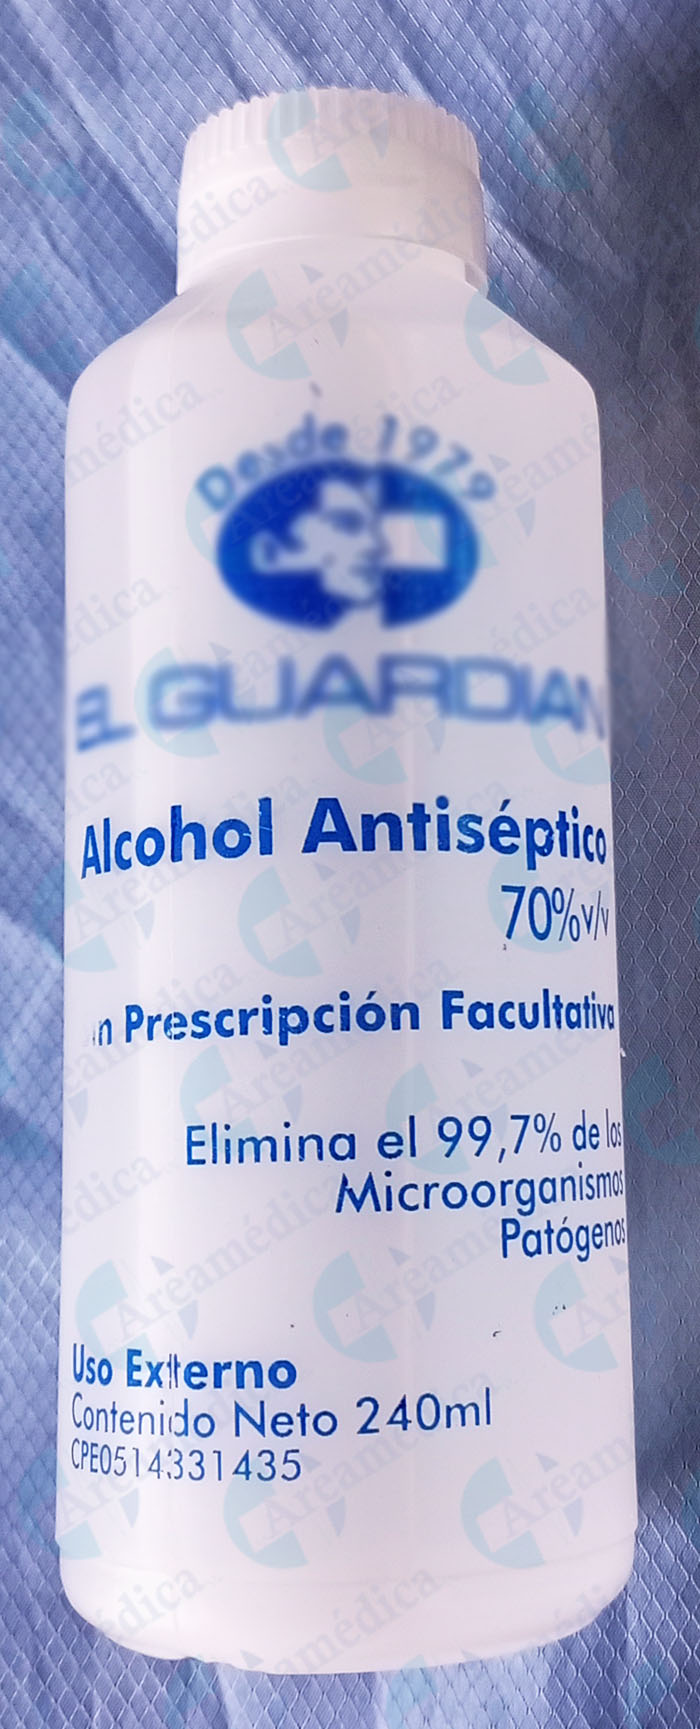 Desde 1979
EL GUARDIAN
Alcohol Antiséptico
70%v/v
n Prescripción Facultativa
Elimina el 99,7% de los
Microorganismos
Patógenos
Uso Externo
Contenido Neto 240ml
CPE0514331435
Areamédica